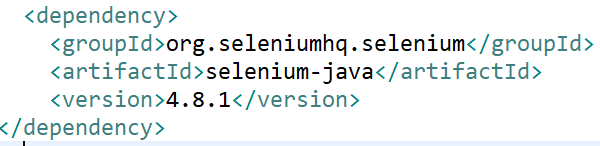 <dependency>
<groupId>org.seleniumhq.selenium</groupId>
<artifactId>selenium-java</artifactId>
<version>4.8.1</version>
</dependency>